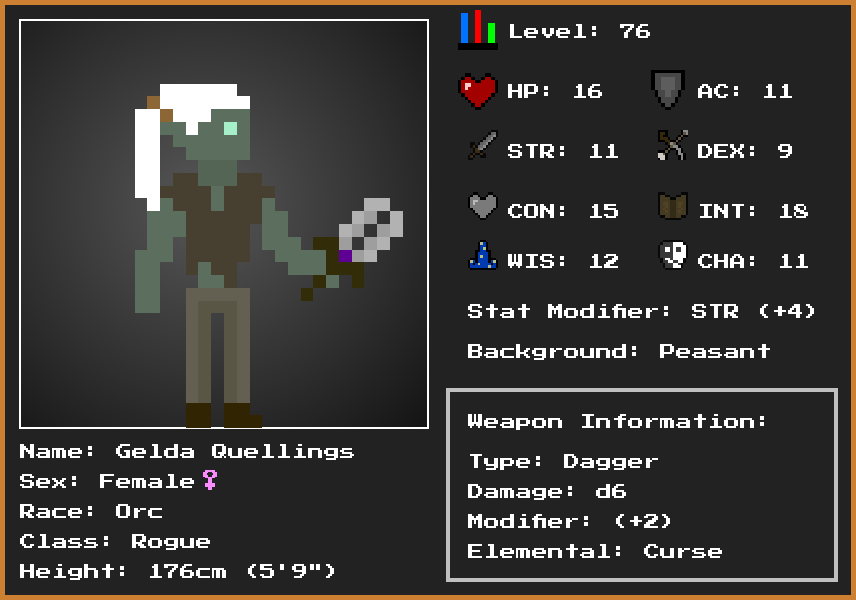 Level: 76
HP: 16
AC: 11
STR: 11
DEX: 9
CON: 15
INT: 18
WIS: 12
CHA: 11
Stat Modifier: STR (+4)
Background: Peasant
Weapon Information:
Type: Dagger
Damage: d6
Modifier: (+2)
Elemental: Curse
Name: Gelda Quellings
Sex: Female♀
Race: Orc
Class: Rogue
Height: 176cm (5'9")